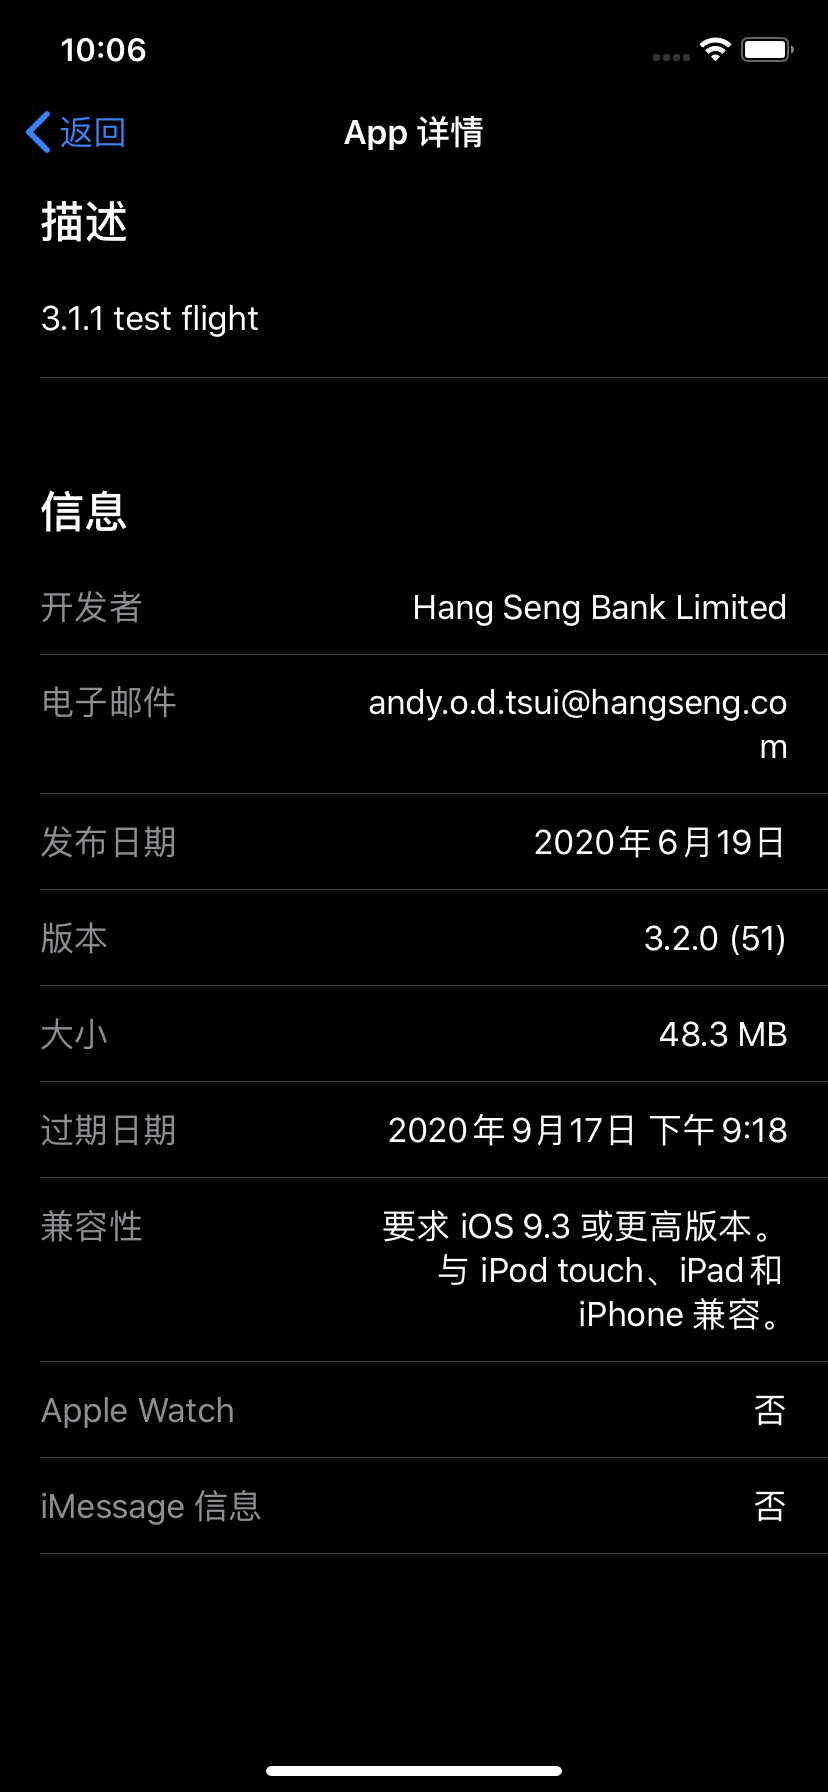 10:06
返回
App 详情
描述
3.1.1 test flight
信息
开发者 Hang Seng Bank Limited
电子邮件 andy.o.d.tsui@hangseng.co
m
发布日期 2020年6月19日
版本 3.2.0 (51)
大小 48.3 MB
过期日期 2020年9月17日 下午9:18
兼容性 要求 iOS 9.3 或更高版本。
与 iPod touch、iPad和
iPhone 兼容。
Apple Watch 否
iMessage 信息 否